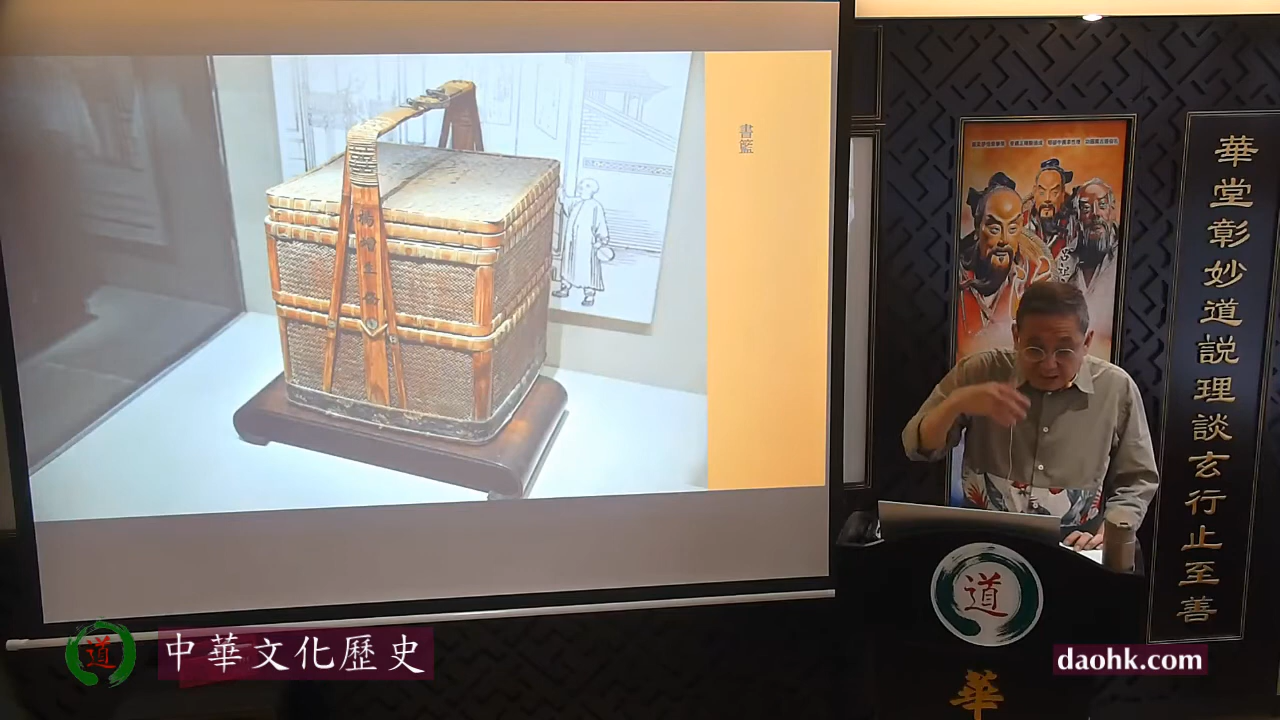 書籃
華堂彰妙道説理談玄行止至善
道
華
道
中華文化歷史
daohk.com